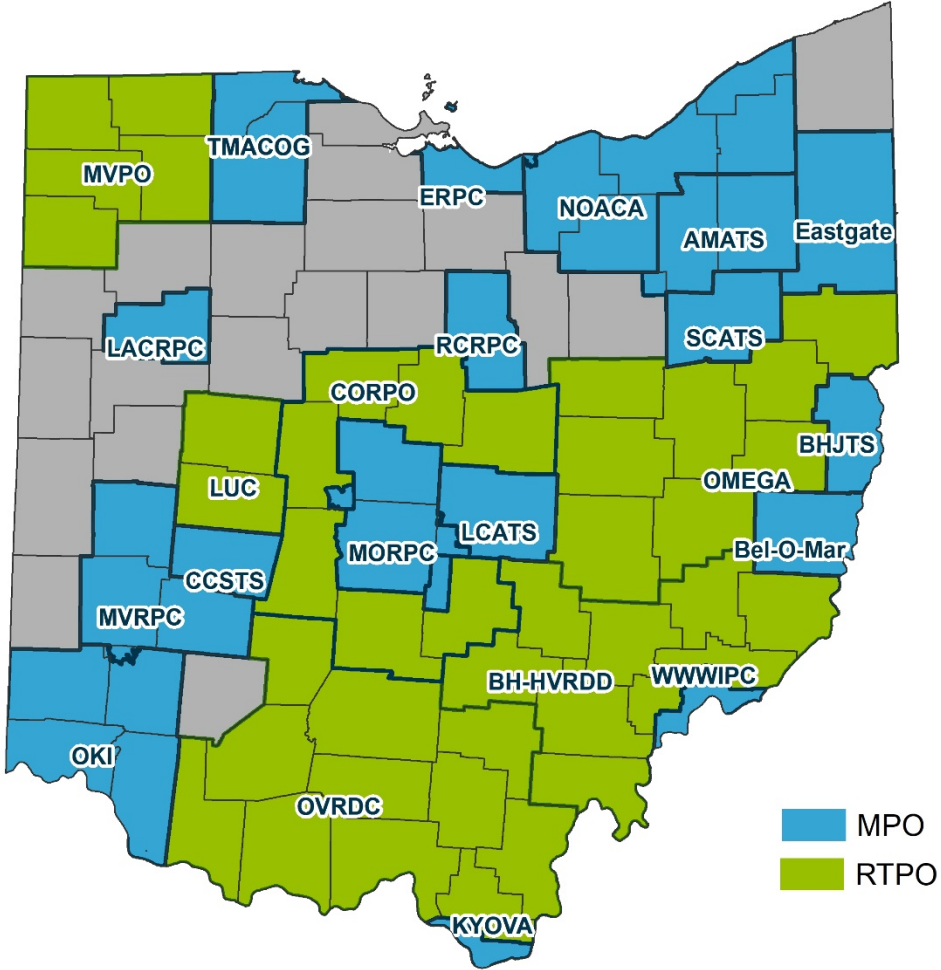 TMACOG
MVPO
ERPC
NOACA
AMATS
Eastgate
SCATS
RCRPC
LACRPC
CORPO
BHJTS
OMEGA
LUC
LCATS
MORPC
Bel-O-Mar
CCSTS
MVRPC
WWWIPC
BH-HVRDD
OKI
OVRDC
MPO
RTPO
KYOVA